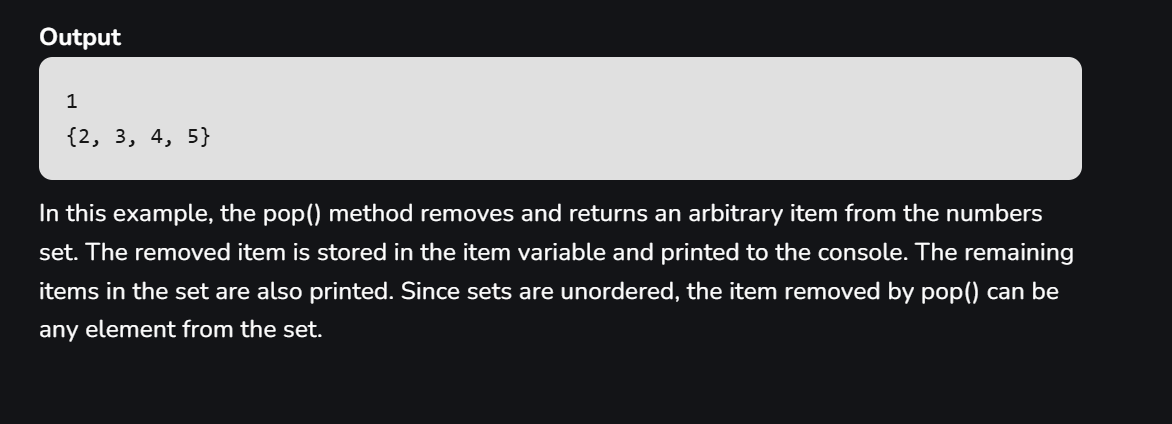 Output
1
{2, 3, 4, 5}
In this example, the pop() method removes and returns an arbitrary item from the numbers
set. The removed item is stored in the item variable and printed to the console. The remaining
items in the set are also printed. Since sets are unordered, the item removed by pop() can be
any element from the set.